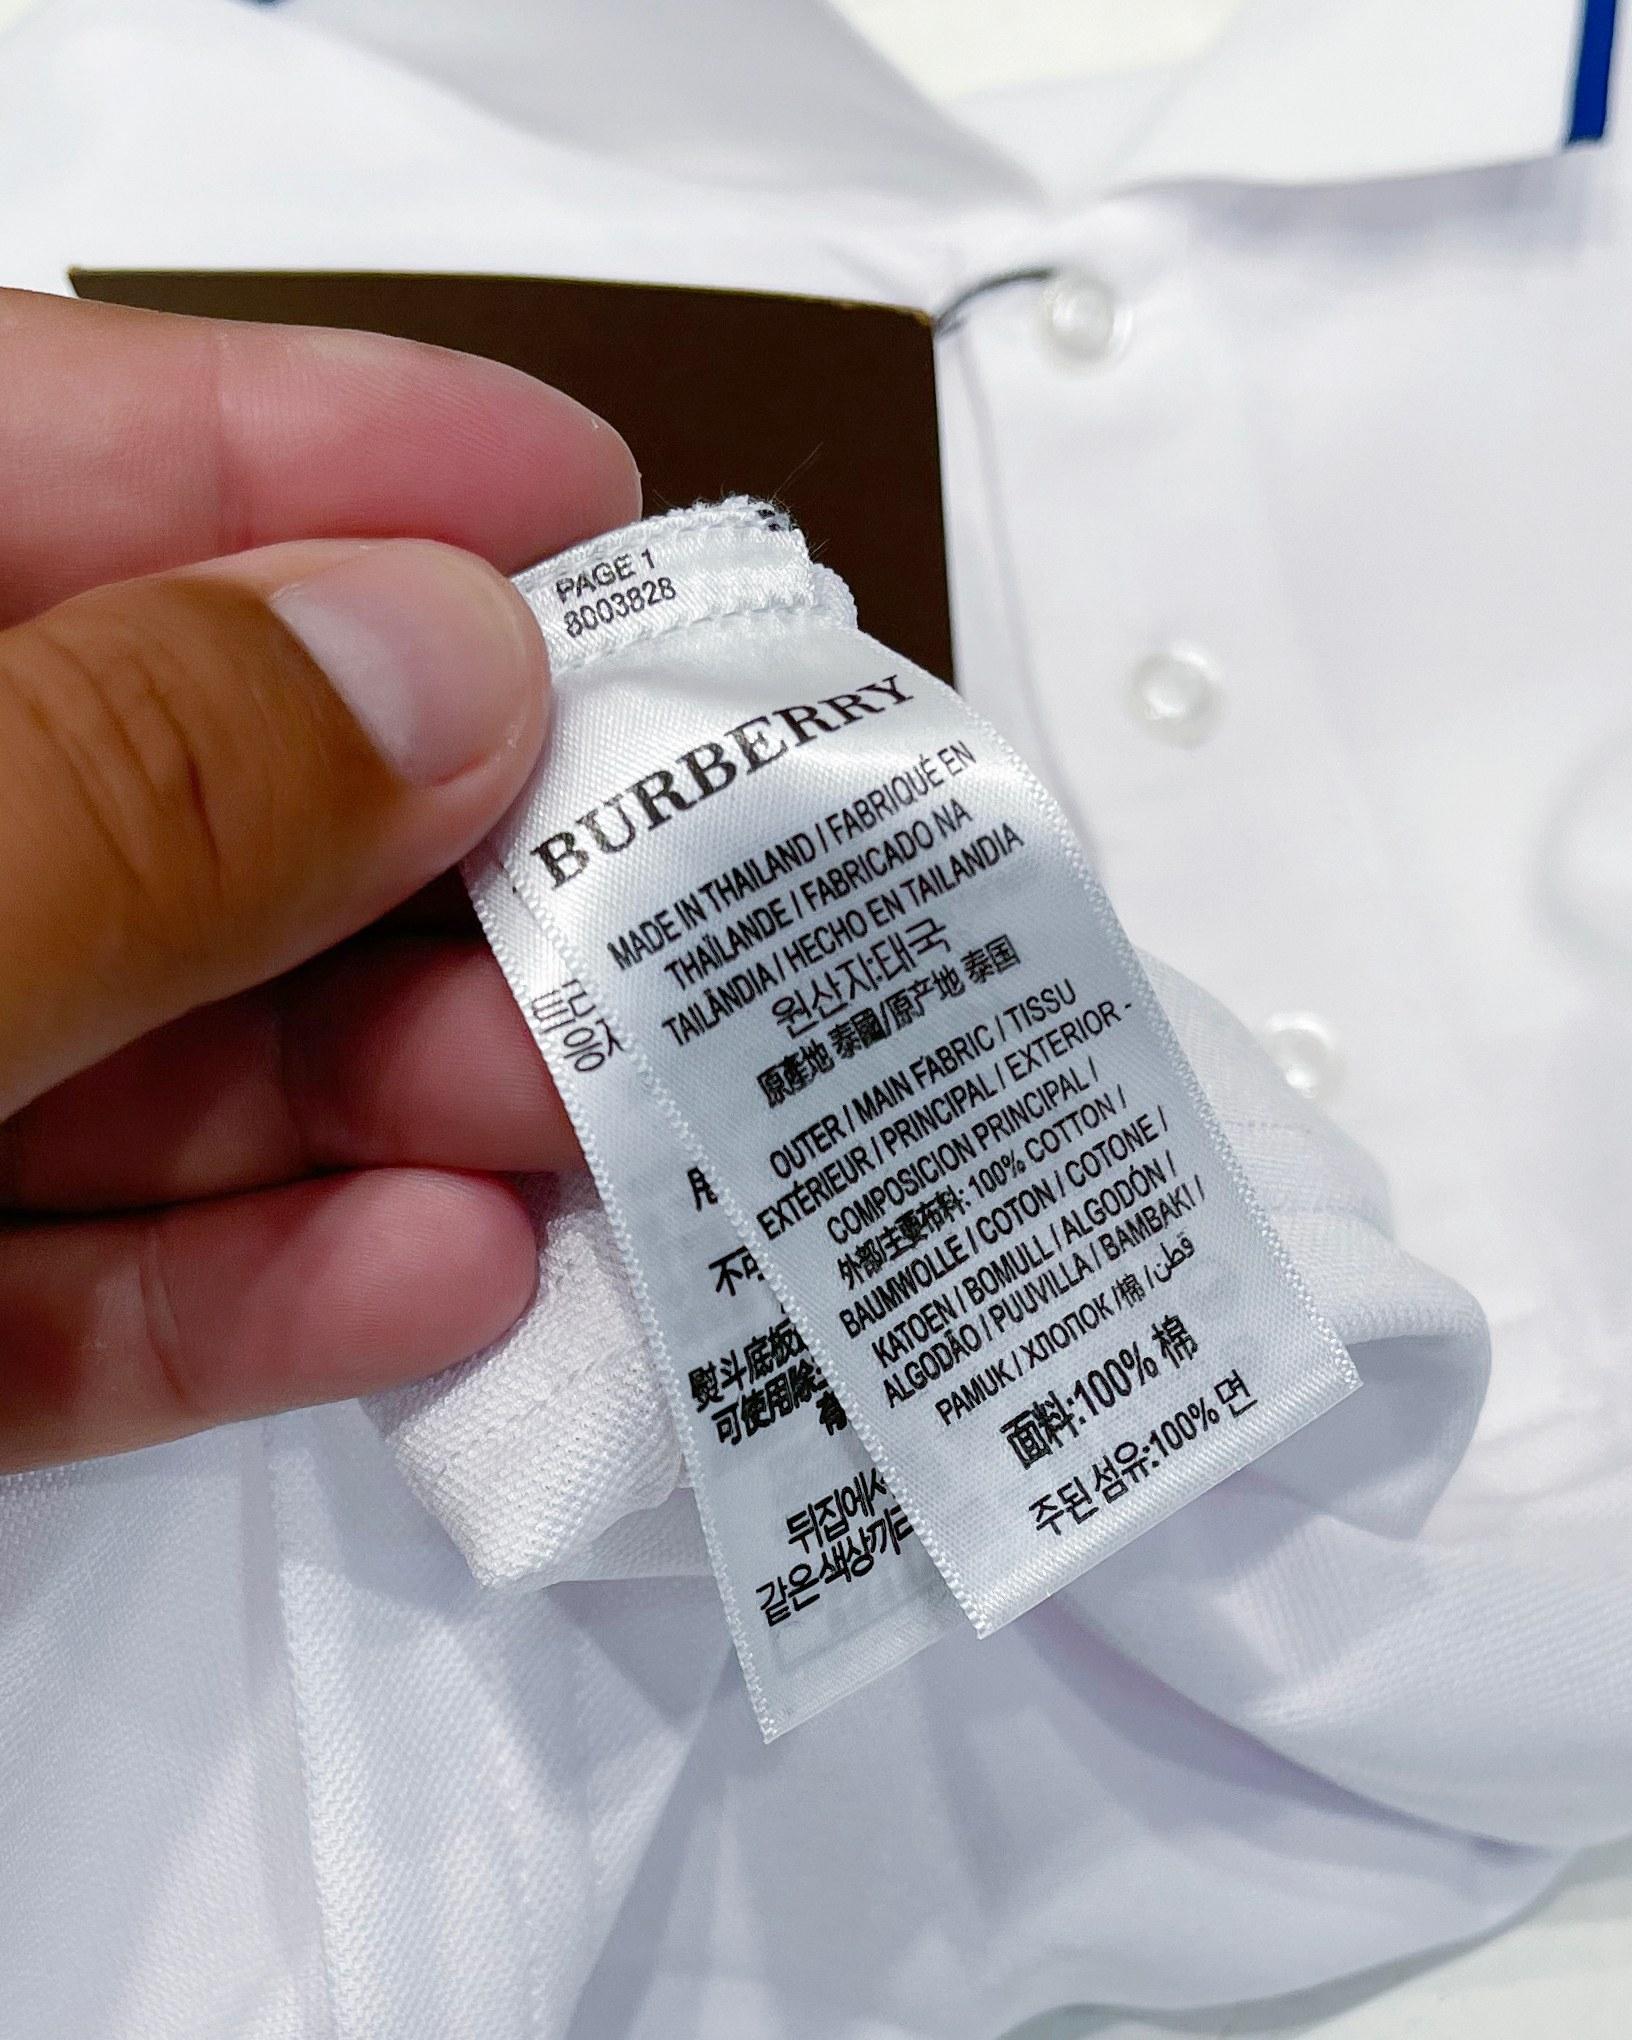 PAGE 1
8003828
BURBERRY
MADE IN THAILAND / FABRIQUÉ EN
THAÏLANDE / FABRICADO NA
TAILÂNDIA / HECHO EN TAILANDIA
원산지:태국
原產地 泰國/原产地 泰国
OUTER / MAIN FABRIC / TISSU
EXTÉRIEUR / PRINCIPAL / EXTERIOR -
COMPOSICION PRINCIPAL /
外部/主要布料: 100% COTTON /
BAUMWOLLE / COTON / COTONE /
KATOEN / BOMULL / ALGODÓN /
ALGODÃO / PUUVILLA / BAMBAKI /
PAMUK / ХЛОПОК /棉 / قطن
面料:100% 棉
주된 섬유:100% 면
不可
熨斗底板
可使用除
뒤집에서
같은색상끼리